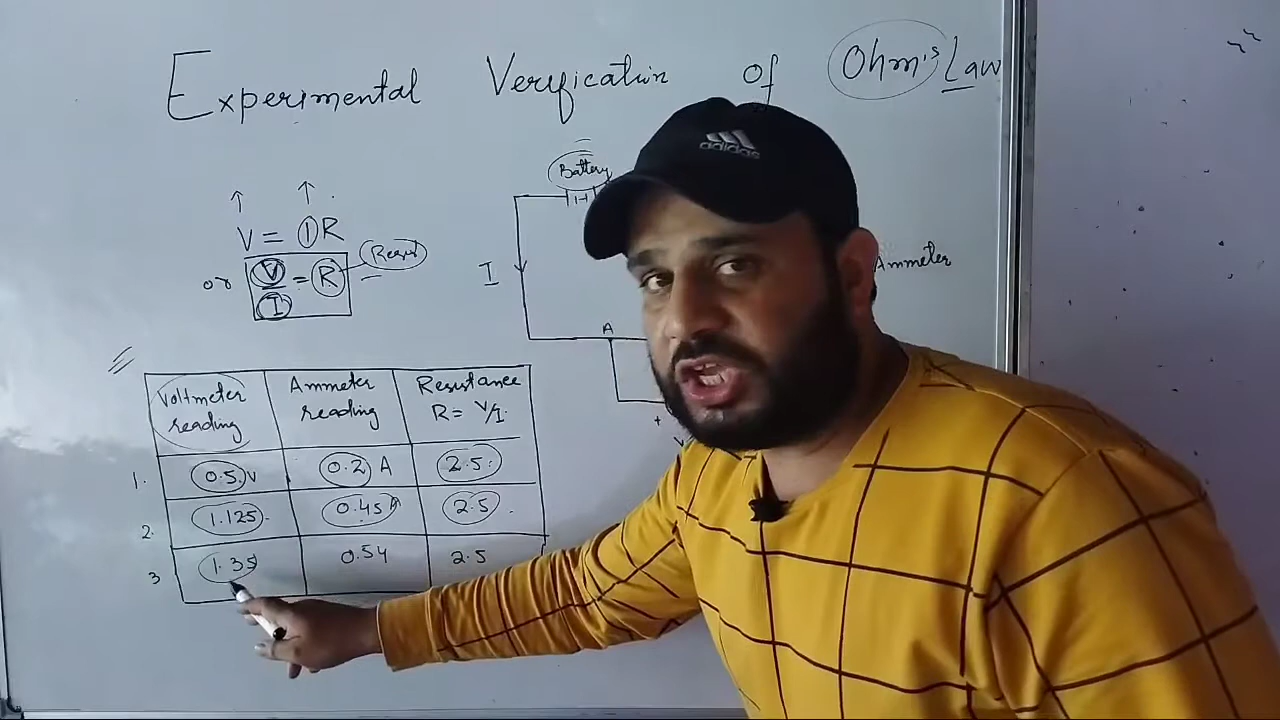 Experimental Verification of Ohm's Law
Battery
adidas
V = I R
or V/I = R Resist
I
Ammeter
A
+
V
Voltmeter reading
Ammeter reading
Resistance R = V/I
1. 0.5 V 0.2 A 2.5
2. 1.125 0.45 A 2.5
3 1.35 0.54 2.5